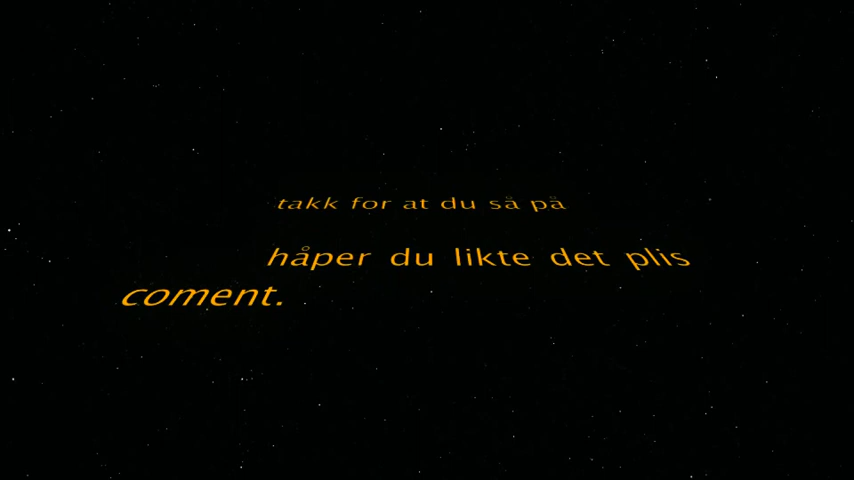 takk for at du så på
håper du likte det plis
coment.